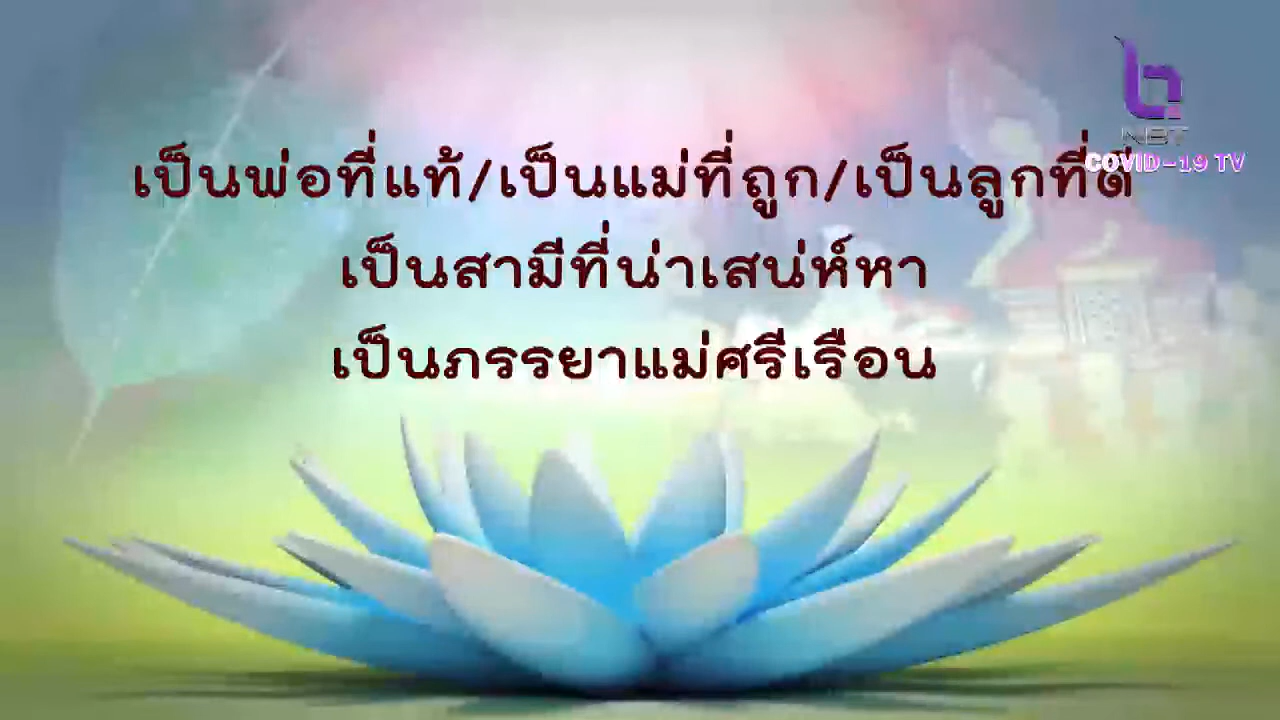 เป็นพ่อที่แท้/เป็นแม่ที่ถูก/เป็นลูกที่ดี
เป็นสามีที่น่าเสน่ห์หา
เป็นภรรยาแม่ศรีเรือน
NBT
COVID-19 TV